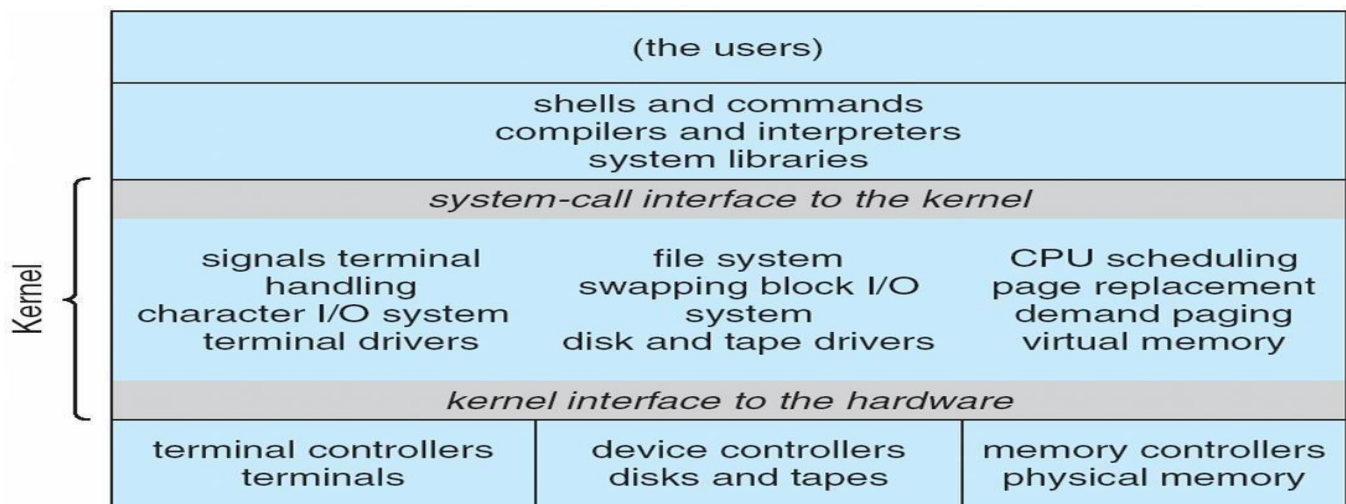 (the users)
shells and commands
compilers and interpreters
system libraries
system-call interface to the kernel
Kernel
signals terminal
handling
character I/O system
terminal drivers
file system
swapping block I/O
system
disk and tape drivers
CPU scheduling
page replacement
demand paging
virtual memory
kernel interface to the hardware
terminal controllers
terminals
device controllers
disks and tapes
memory controllers
physical memory